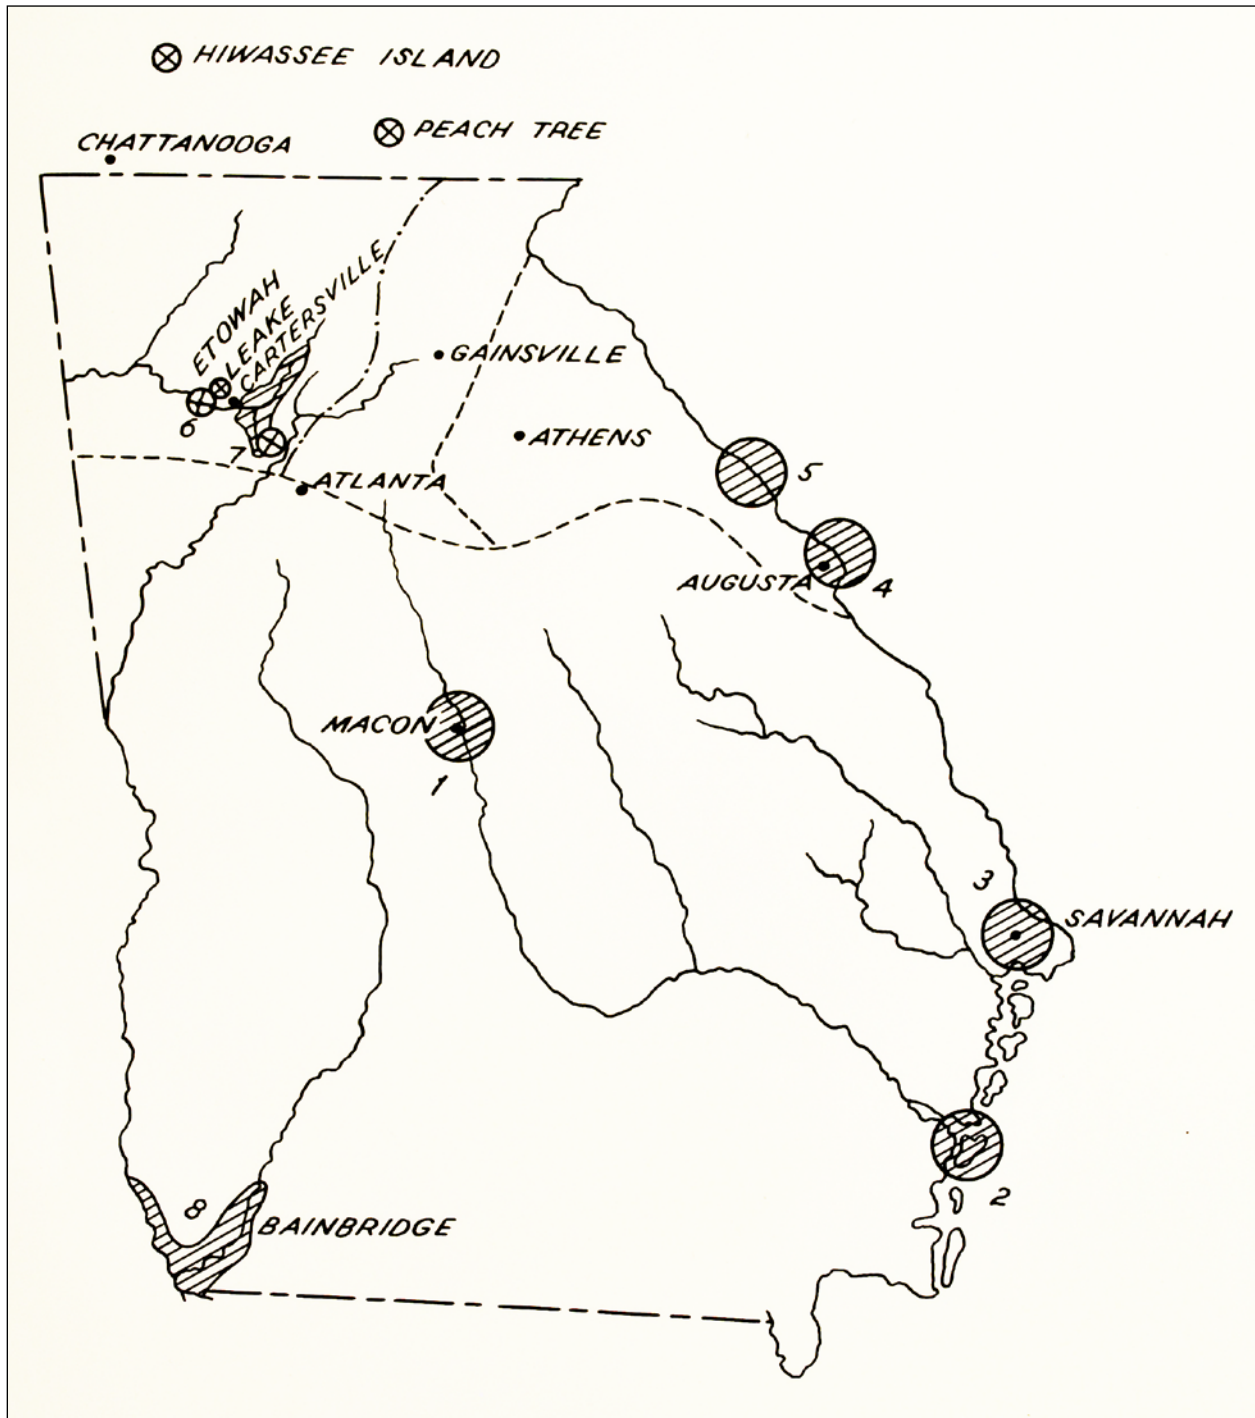 HIWASSEE ISLAND
PEACH TREE
CHATTANOOGA
ETOWAH
LEAKE
CARTERSVILLE
GAINSVILLE
6
7
ATHENS
5
ATLANTA
AUGUSTA
4
MACON
1
3
SAVANNAH
2
8
BAINBRIDGE